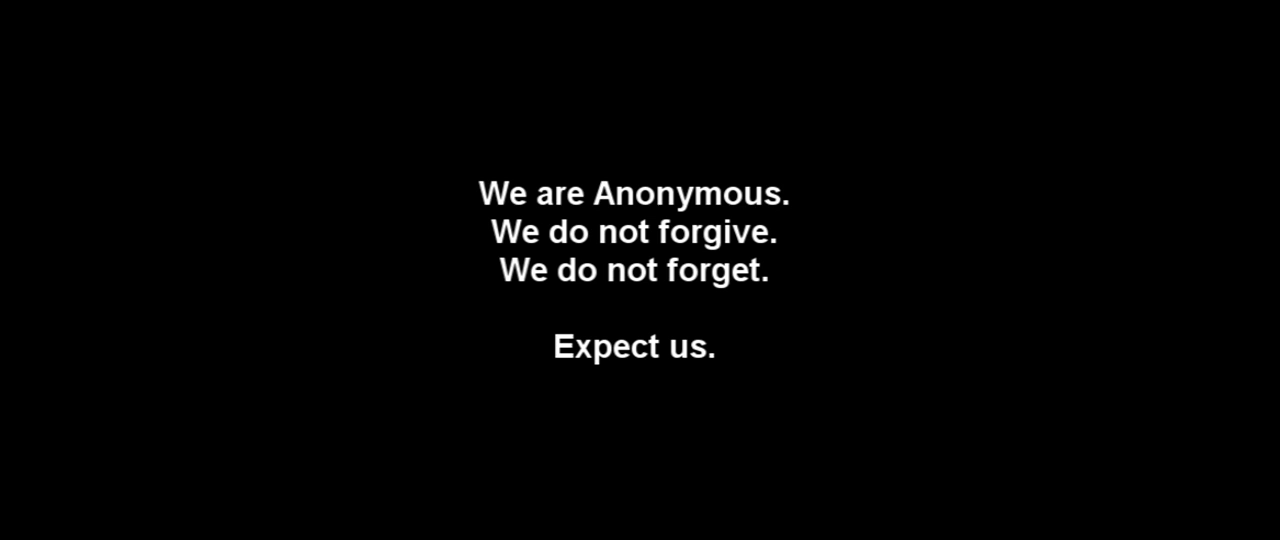 We are Anonymous.
We do not forgive.
We do not forget.
Expect us.